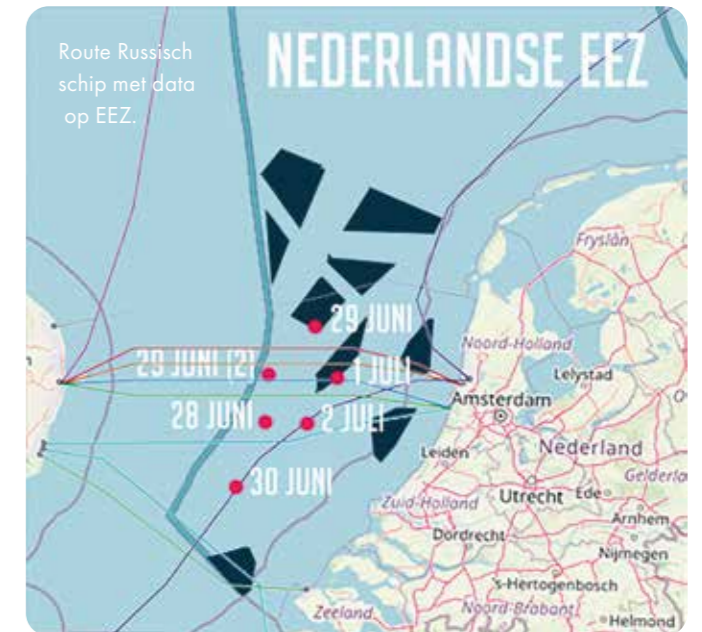 Route Russisch
schip met data
op EEZ.
NEDERLANDSE EEZ
Fryslân
29 JUNI
Noord-Holland
29 JUNI (2)
1 JULI
Lelystad
Amsterdam
28 JUNI
2 JULI
Leiden
Nederland
Gelderla
30 JUNI
Utrecht
Ede
Zuid-Holland
Arnhem
Dordrecht
Nijmegen
's-Hertogenbosch
Zeeland
Noord-Brabant
Helmond